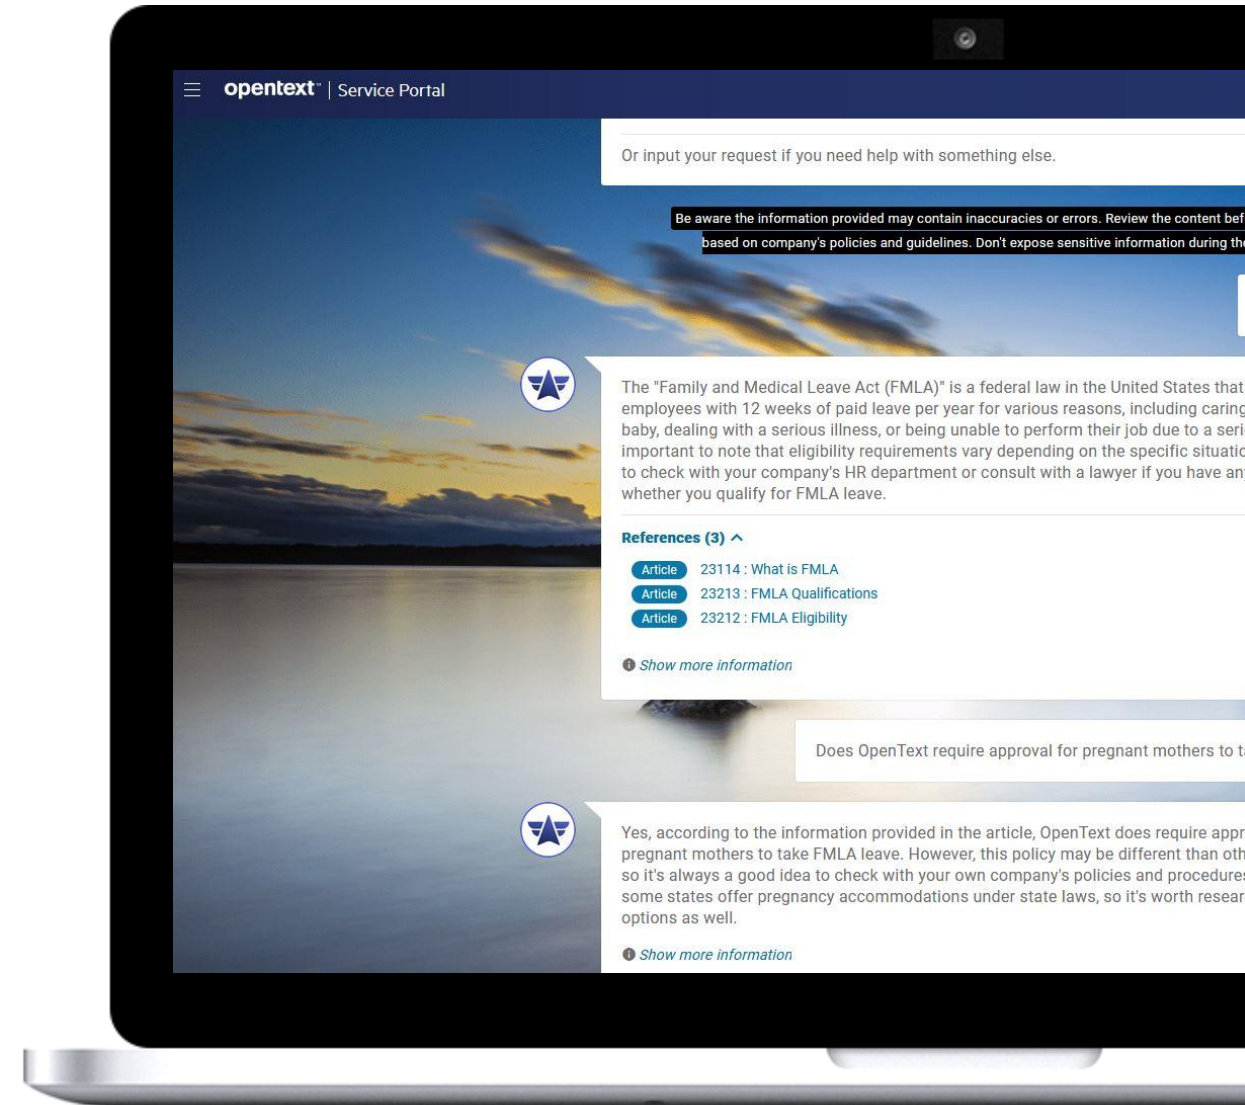 opentext™ | Service Portal
Or input your request if you need help with something else.
Be aware the information provided may contain inaccuracies or errors. Review the content bef
based on company's policies and guidelines. Don't expose sensitive information during the
The "Family and Medical Leave Act (FMLA)" is a federal law in the United States that
employees with 12 weeks of paid leave per year for various reasons, including caring
baby, dealing with a serious illness, or being unable to perform their job due to a seri
important to note that eligibility requirements vary depending on the specific situatio
to check with your company's HR department or consult with a lawyer if you have an
whether you qualify for FMLA leave.
References (3)
Article 23114 : What is FMLA
Article 23213 : FMLA Qualifications
Article 23212 : FMLA Eligibility
Show more information
Does OpenText require approval for pregnant mothers to t
Yes, according to the information provided in the article, OpenText does require appr
pregnant mothers to take FMLA leave. However, this policy may be different than oth
so it's always a good idea to check with your own company's policies and procedures
some states offer pregnancy accommodations under state laws, so it's worth resear
options as well.
Show more information